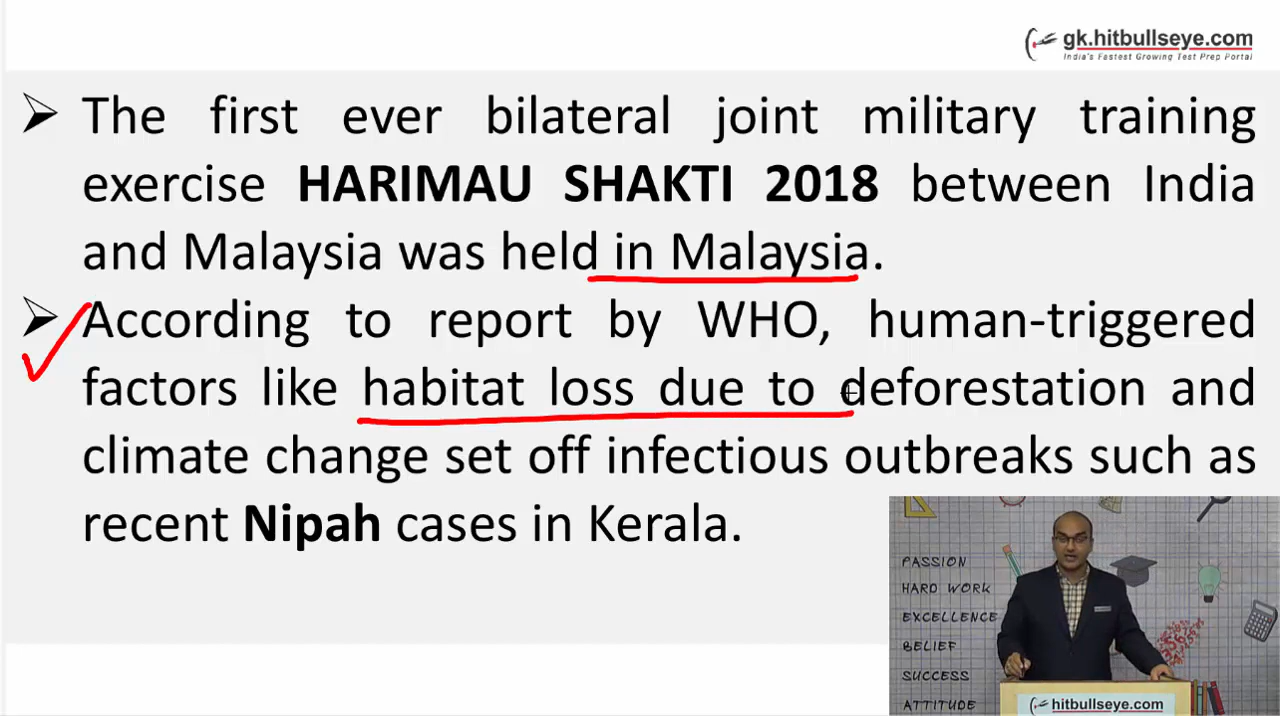 gk.hitbullseye.com
India's Fastest Growing Test Prep Portal
➢ The first ever bilateral joint military training
exercise HARIMAU SHAKTI 2018 between India
and Malaysia was held in Malaysia.
➢ According to report by WHO, human-triggered
factors like habitat loss due to deforestation and
climate change set off infectious outbreaks such as
recent Nipah cases in Kerala.
PASSION
HARD WORK
EXCELLENCE
BELIEF
SUCCESS
ATTITUDE
hitbullseye.com